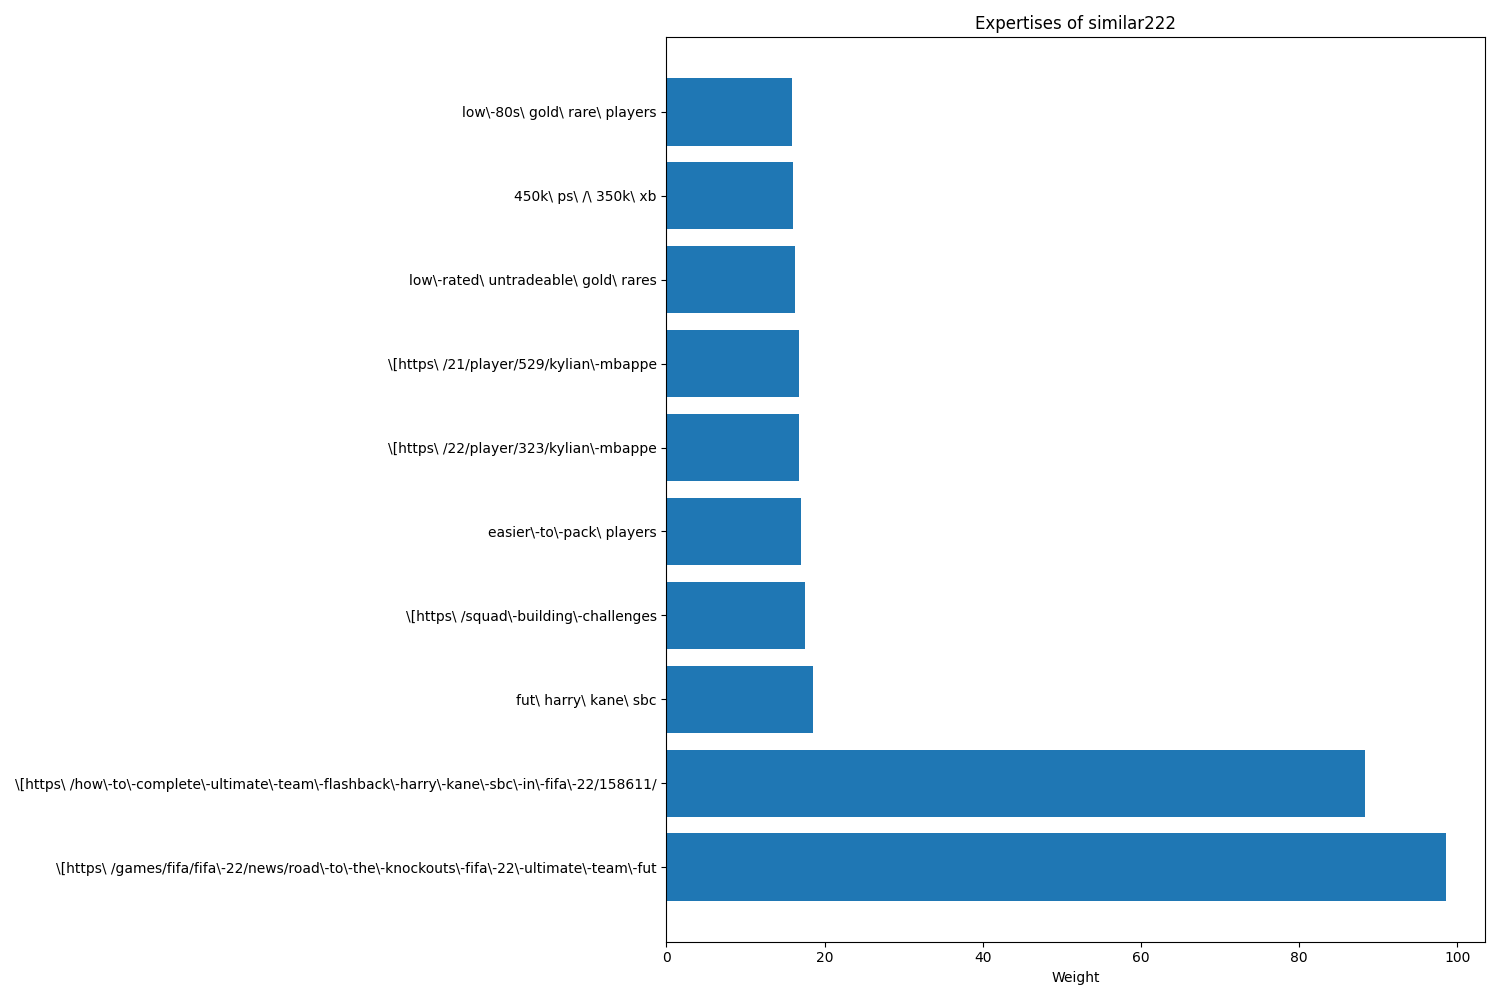 Expertises of similar222
low\-80s\ gold\ rare\ players
450k\ ps\ /\ 350k\ xb
low\-rated\ untradeable\ gold\ rares
\[https\ /21/player/529/kylian\-mbappe
\[https\ /22/player/323/kylian\-mbappe
easier\-to\-pack\ players
\[https\ /squad\-building\-challenges
fut\ harry\ kane\ sbc
\[https\ /how\-to\-complete\-ultimate\-team\-flashback\-harry\-kane\-sbc\-in\-fifa\-22/158611/
\[https\ /games/fifa/fifa\-22/news/road\-to\-the\-knockouts\-fifa\-22\-ultimate\-team\-fut
0 20 40 60 80 100
Weight